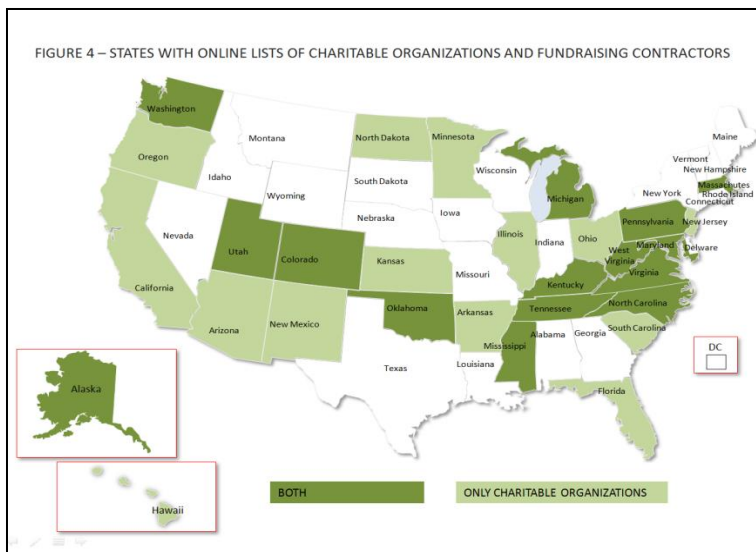 FIGURE 4 – STATES WITH ONLINE LISTS OF CHARITABLE ORGANIZATIONS AND FUNDRAISING CONTRACTORS
Washington
Montana
North Dakota
Minnesota
Maine
Oregon
Idaho
Wyoming
South Dakota
Wisconsin
Michigan
Vermont
New Hampshire
New York
Massachutes
Rhode Island
Connecticut
Nebraska
Iowa
Pennsylvania
New Jersey
Nevada
Utah
Colorado
Kansas
Illinois
Indiana
Ohio
West
Virginia
Maryland
Delware
Virginia
California
Missouri
Kentucky
Arizona
New Mexico
Oklahoma
Arkansas
Tennessee
North Carolina
South Carolina
Mississippi
Alabama
Georgia
DC
Texas
Louisiana
Florida
Alaska
Hawaii
BOTH
ONLY CHARITABLE ORGANIZATIONS